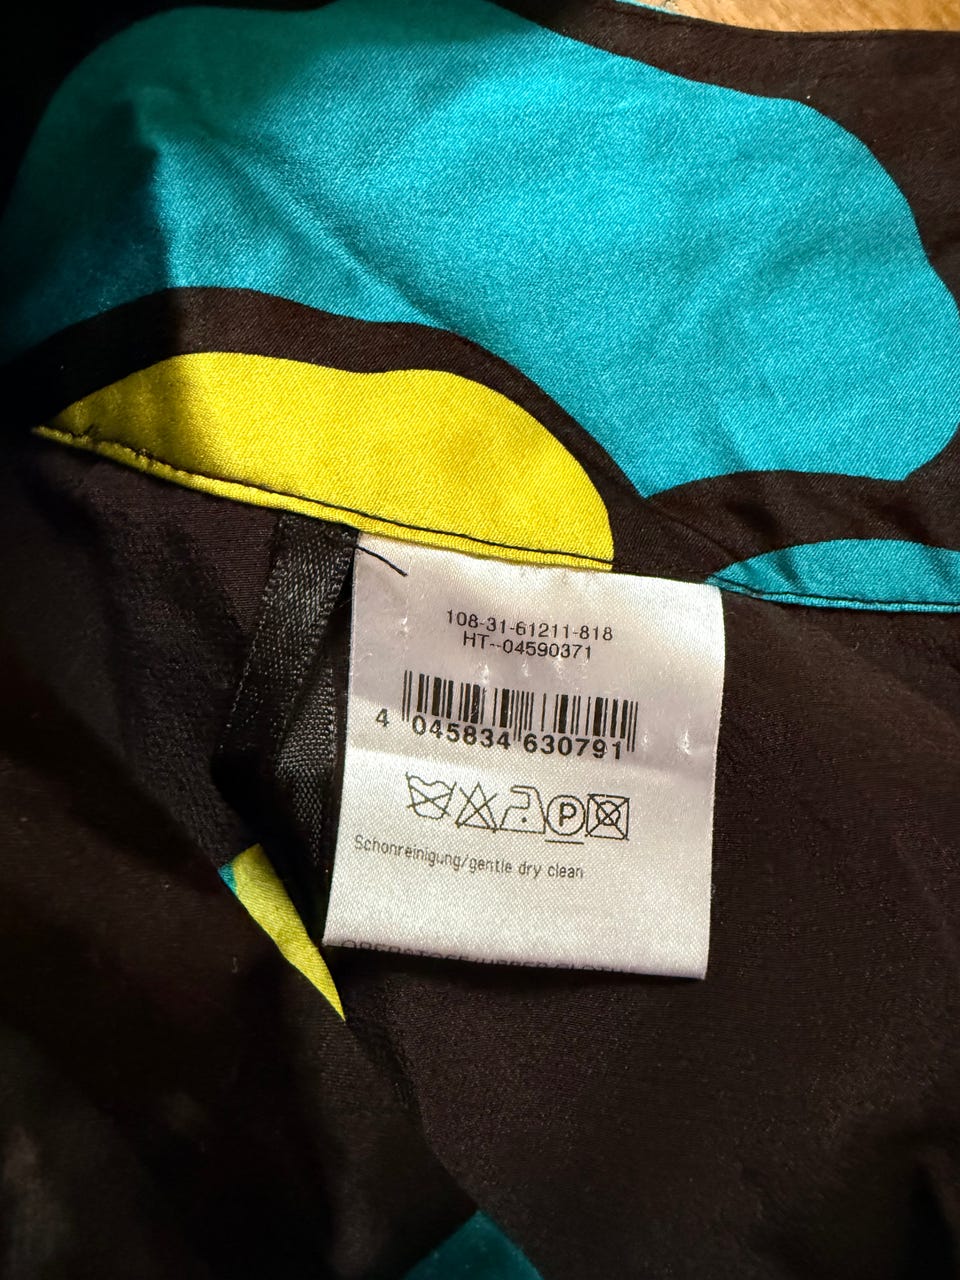 108-31-61211-818
HT--04590371
4 045834 630791
P
Schonreinigung/gentle dry clean